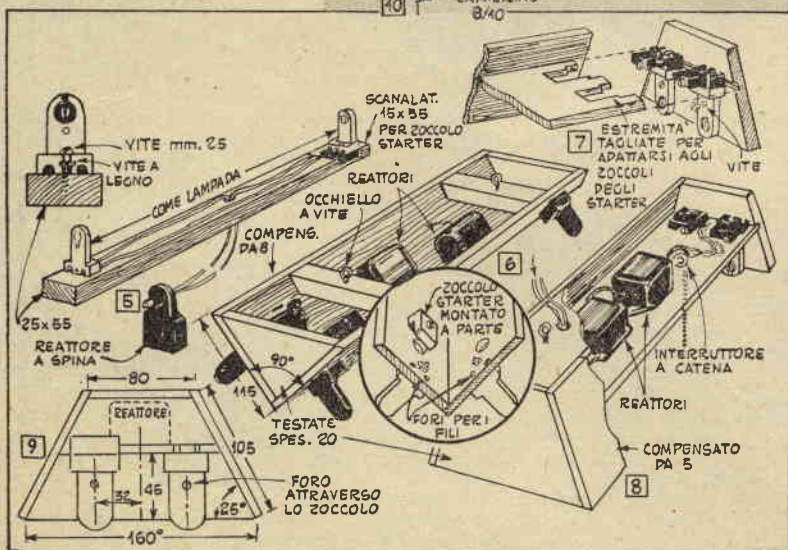 10
8/10
VITE mm. 25
VITE A
LEGNO
COME LAMPADA
SCANALAT.
15x55
PER ZOCCOLO
STARTER
REATTORI
OCCHIELLO
A VITE
COMPENS.
DA 8
25x55
5
REATTORE
A SPINA
7
ESTREMITA'
TAGLIATE PER
ADATTARSI AGLI
ZOCCOLI
DEGLI
STARTER
VITE
6
ZOCCOLO
STARTER
MONTATO
A PARTE
FORI PER I
FILI
90°
115
TESTATE
SPES. 20
INTERRUTTORE
A CATENA
REATTORI
COMPENSATO
DA 5
8
80
REATTORE
9
105
32
45
25°
160°
FORO
ATTRAVERSO
LO ZOCCOLO